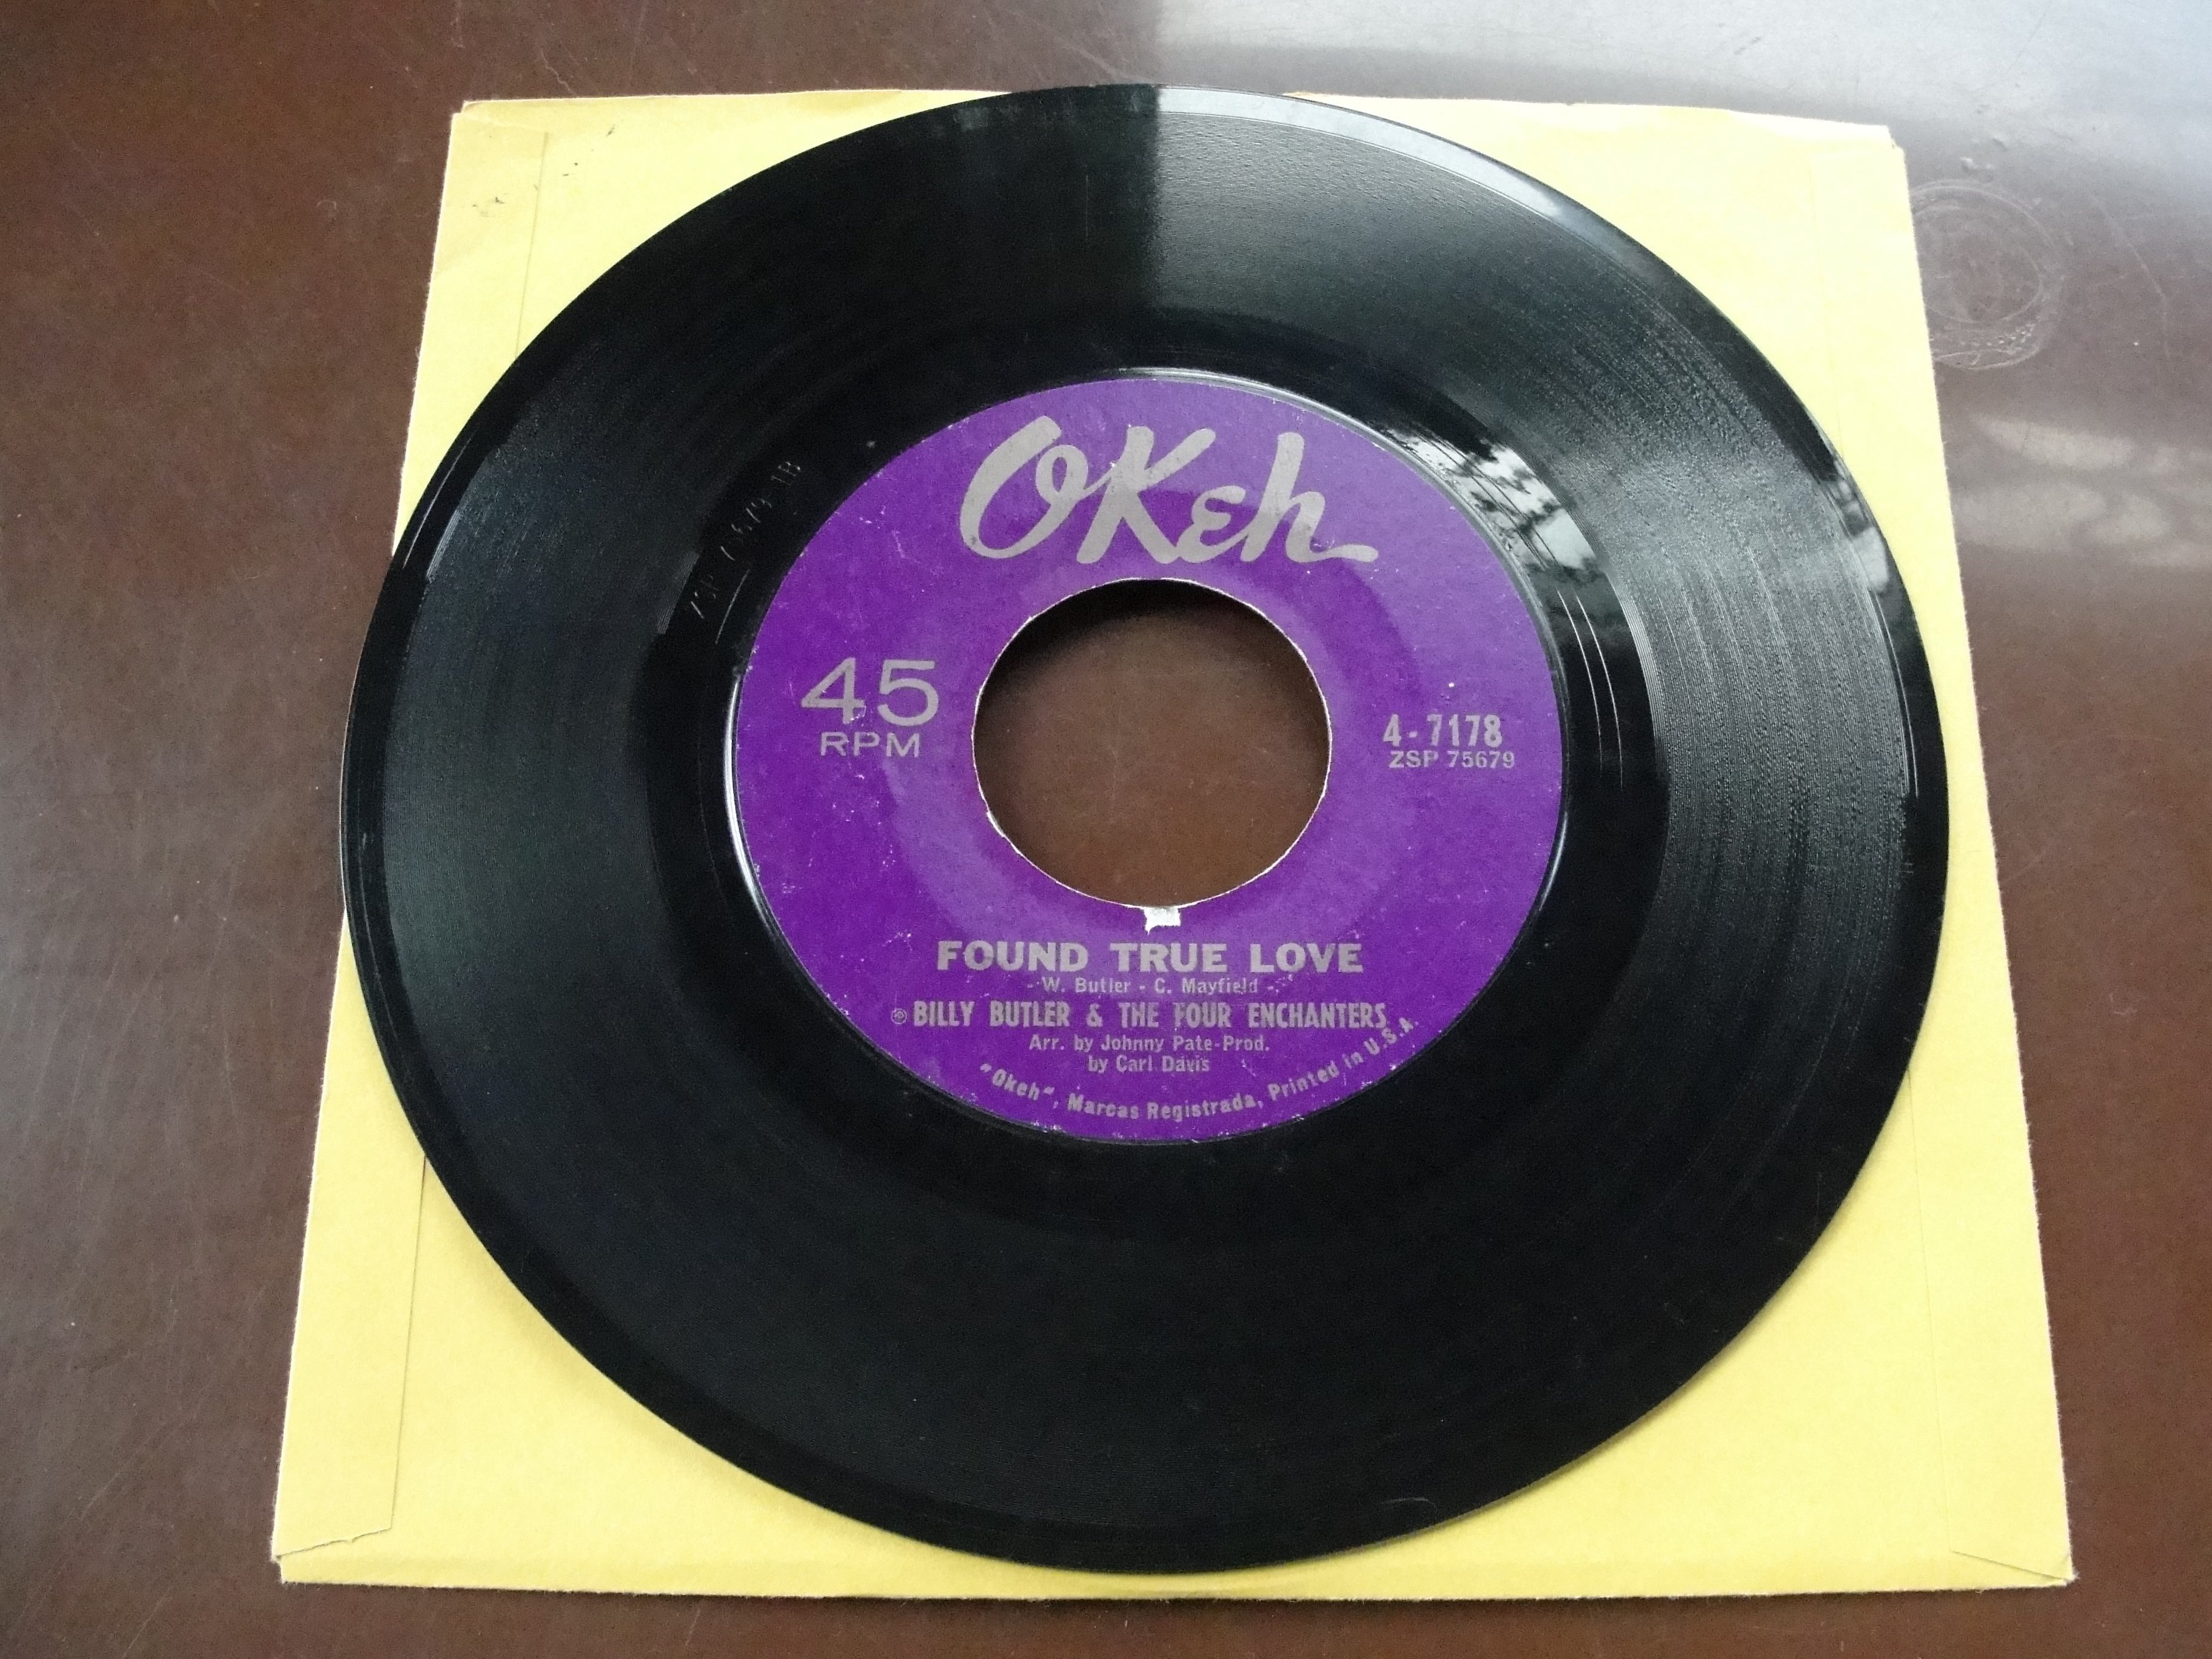 OKeh
45
RPM
4-7178
ZSP 75679
FOUND TRUE LOVE
- W. Butler - C. Mayfield -
℗ BILLY BUTLER & THE FOUR ENCHANTERS
Arr. by Johnny Pate-Prod.
by Carl Davis
"Okeh", Marcas Registrada, Printed in U.S.A.